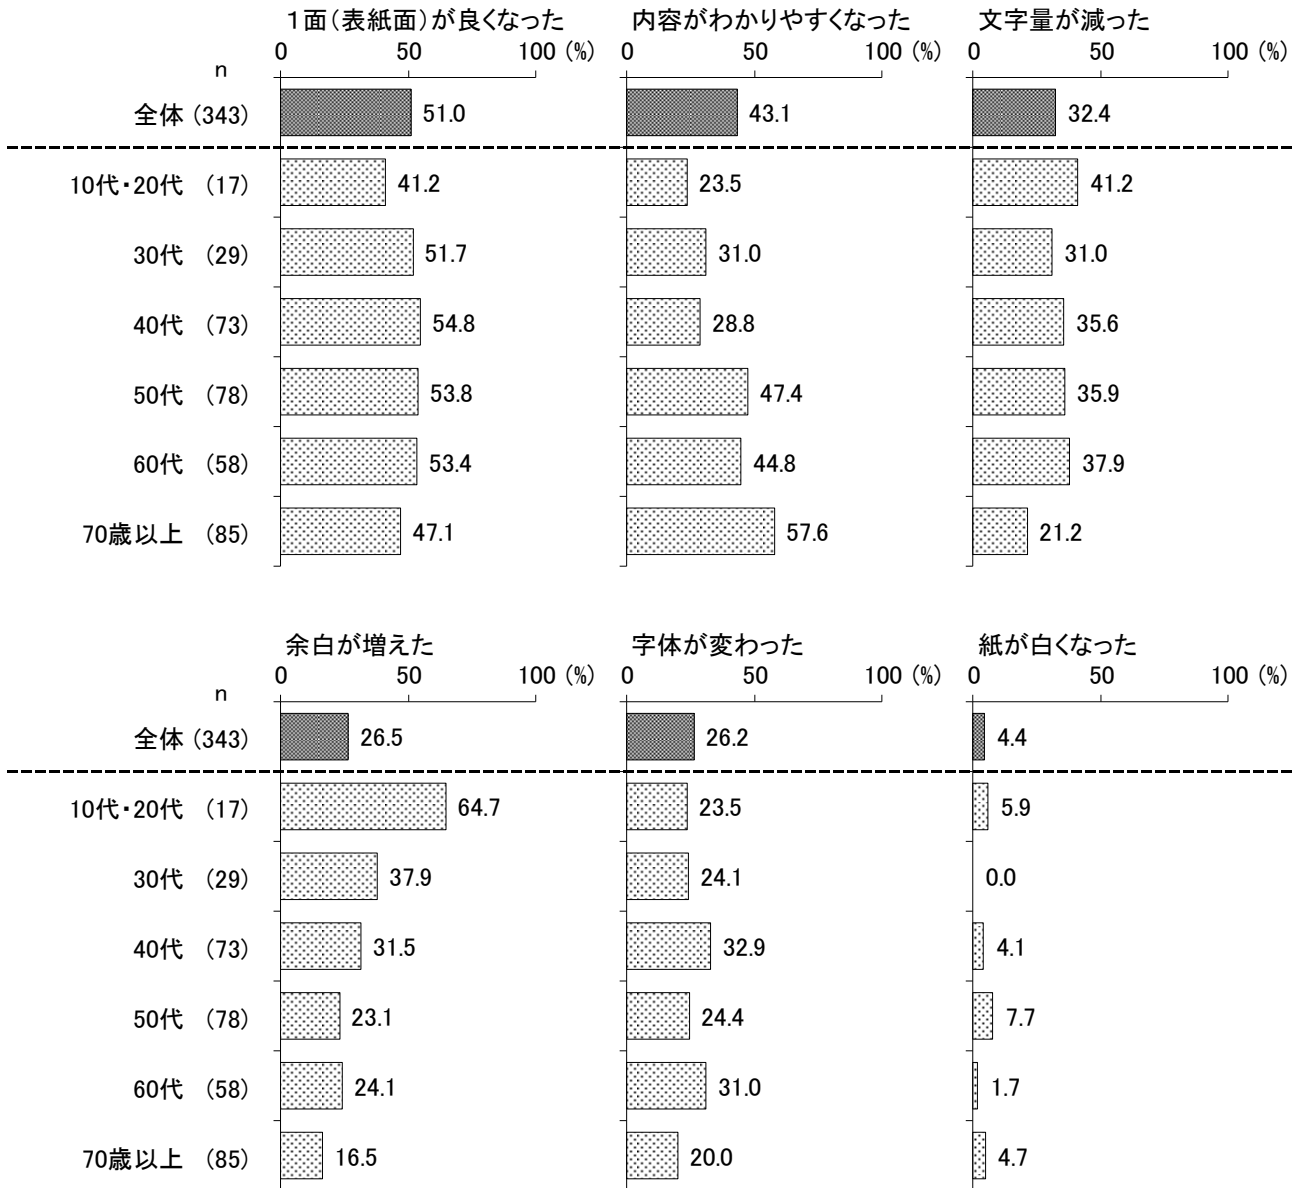 1面(表紙面)が良くなった 内容がわかりやすくなった 文字量が減った
0 50 100 (%) 0 50 100 (%) 0 50 100 (%)
n
全体 (343) 51.0 43.1 32.4
10代・20代 (17) 41.2 23.5 41.2
30代 (29) 51.7 31.0 31.0
40代 (73) 54.8 28.8 35.6
50代 (78) 53.8 47.4 35.9
60代 (58) 53.4 44.8 37.9
70歳以上 (85) 47.1 57.6 21.2
余白が増えた 字体が変わった 紙が白くなった
0 50 100 (%) 0 50 100 (%) 0 50 100 (%)
n
全体 (343) 26.5 26.2 4.4
10代・20代 (17) 64.7 23.5 5.9
30代 (29) 37.9 24.1 0.0
40代 (73) 31.5 32.9 4.1
50代 (78) 23.1 24.4 7.7
60代 (58) 24.1 31.0 1.7
70歳以上 (85) 16.5 20.0 4.7